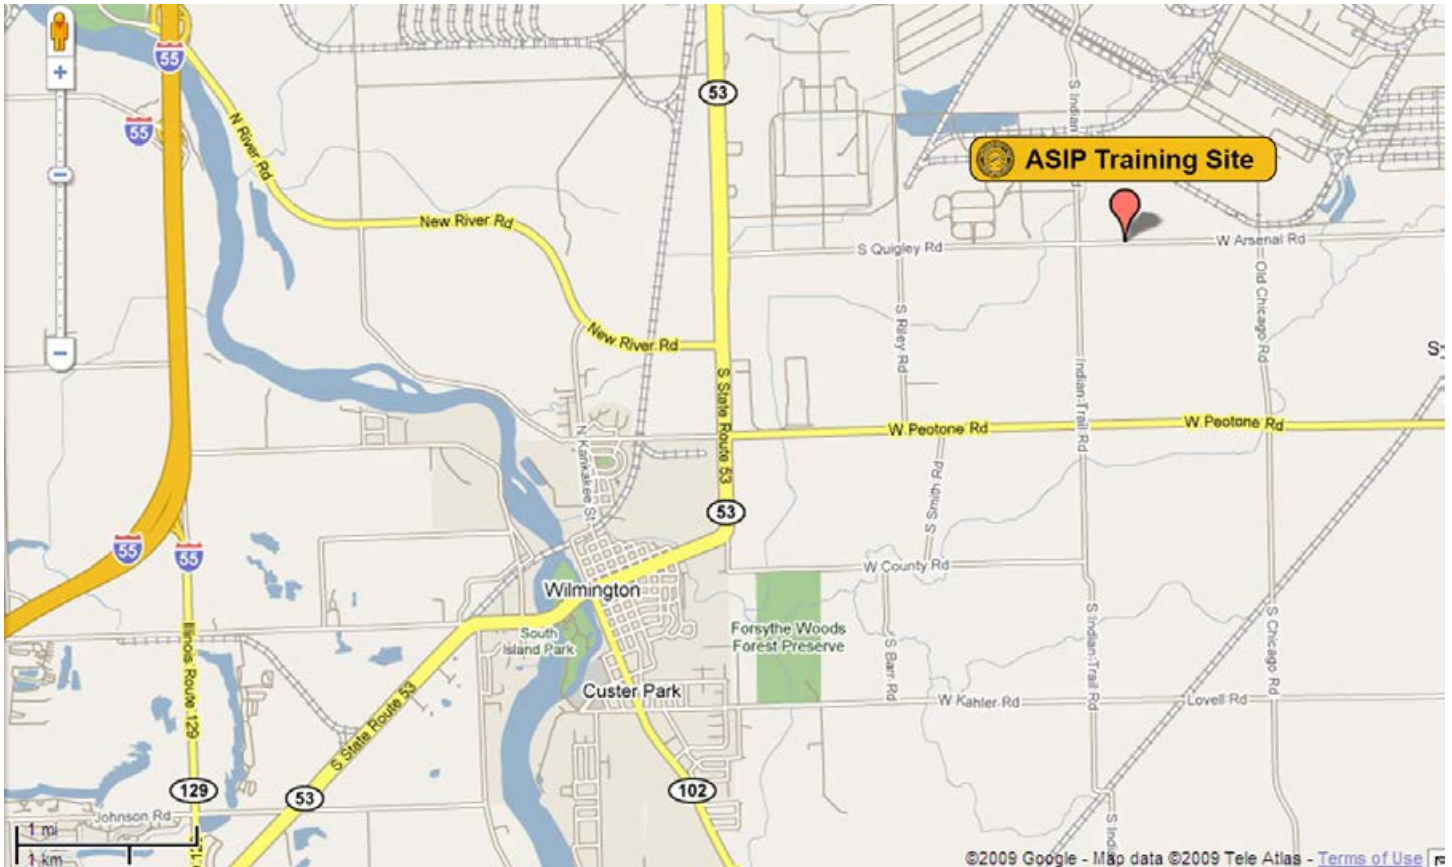 55
53
S Indian
55
N River Rd
ASIP Training Site
New River Rd
S Quigley Rd
W Arsenal Rd
Old Chicago Rd
S Riley Rd
New River Rd
S State Route 53
Indian Trail Rd
W Peotone Rd
W Peotone Rd
N Kankakee St
S Smith Rd
53
55
55
W County Rd
Wilmington
South
Island Park
Forsythe Woods
Forest Preserve
S Barr Rd
S Indian Trail Rd
S Chicago Rd
Illinois Route 129
Custer Park
W Kahler Rd
Lovell Rd
S State Route 53
129
53
102
Johnson Rd
1 mi
1 km
©2009 Google - Map data ©2009 Tele Atlas - Terms of Use